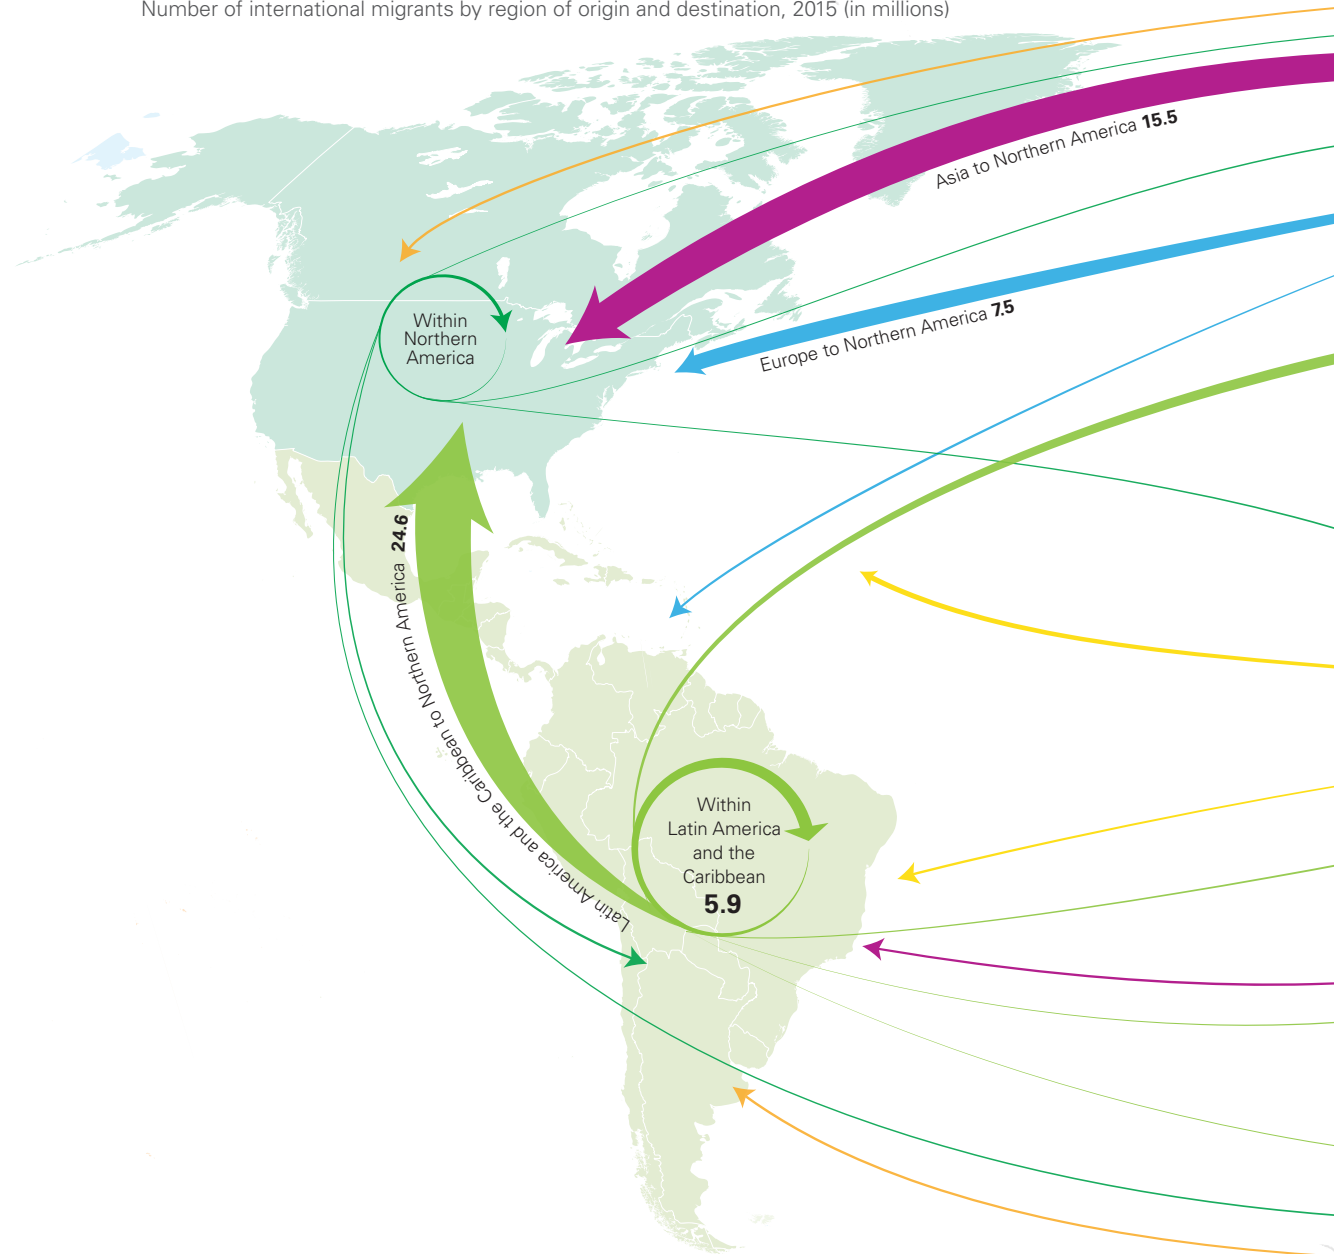 Number of international migrants by region of origin and destination, 2015 (in millions)
Asia to Northern America 15.5
Europe to Northern America 7.5
Within
Northern
America
Latin America and the Caribbean to Northern America 24.6
Within
Latin America
and the
Caribbean
5.9